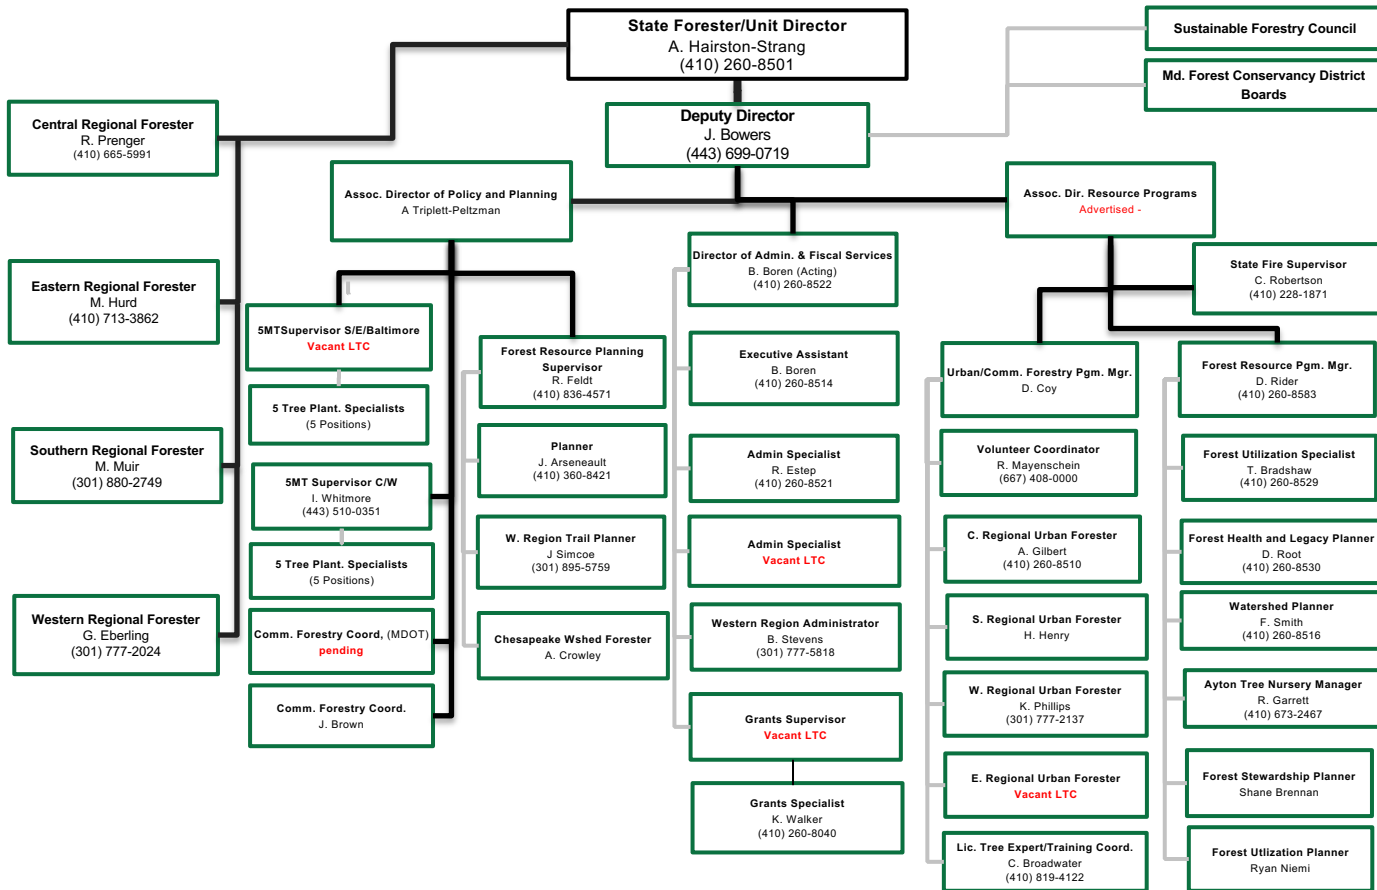 State Forester/Unit Director
A. Hairston-Strang
(410) 260-8501
Sustainable Forestry Council
Md. Forest Conservancy District
Boards
Deputy Director
J. Bowers
(443) 699-0719
Central Regional Forester
R. Prenger
(410) 665-5991
Eastern Regional Forester
M. Hurd
(410) 713-3862
Southern Regional Forester
M. Muir
(301) 880-2749
Western Regional Forester
G. Eberling
(301) 777-2024
Assoc. Director of Policy and Planning
A Triplett-Peltzman
5MTSupervisor S/E/Baltimore
Vacant LTC
5 Tree Plant. Specialists
(5 Positions)
5MT Supervisor C/W
I. Whitmore
(443) 510-0351
5 Tree Plant. Specialists
(5 Positions)
Comm. Forestry Coord, (MDOT)
pending
Comm. Forestry Coord.
J. Brown
Forest Resource Planning
Supervisor
R. Feldt
(410) 836-4571
Planner
J. Arseneault
(410) 360-8421
W. Region Trail Planner
J Simcoe
(301) 895-5759
Chesapeake Wshed Forester
A. Crowley
Director of Admin. & Fiscal Services
B. Boren (Acting)
(410) 260-8522
Executive Assistant
B. Boren
(410) 260-8514
Admin Specialist
R. Estep
(410) 260-8521
Admin Specialist
Vacant LTC
Western Region Administrator
B. Stevens
(301) 777-5818
Grants Supervisor
Vacant LTC
Grants Specialist
K. Walker
(410) 260-8040
Assoc. Dir. Resource Programs
Advertised -
State Fire Supervisor
C. Robertson
(410) 228-1871
Urban/Comm. Forestry Pgm. Mgr.
D. Coy
Volunteer Coordinator
R. Mayenschein
(667) 408-0000
C. Regional Urban Forester
A. Gilbert
(410) 260-8510
S. Regional Urban Forester
H. Henry
W. Regional Urban Forester
K. Phillips
(301) 777-2137
E. Regional Urban Forester
Vacant LTC
Lic. Tree Expert/Training Coord.
C. Broadwater
(410) 819-4122
Forest Resource Pgm. Mgr.
D. Rider
(410) 260-8583
Forest Utilization Specialist
T. Bradshaw
(410) 260-8529
Forest Health and Legacy Planner
D. Root
(410) 260-8530
Watershed Planner
F. Smith
(410) 260-8516
Ayton Tree Nursery Manager
R. Garrett
(410) 673-2467
Forest Stewardship Planner
Shane Brennan
Forest Utlization Planner
Ryan Niemi